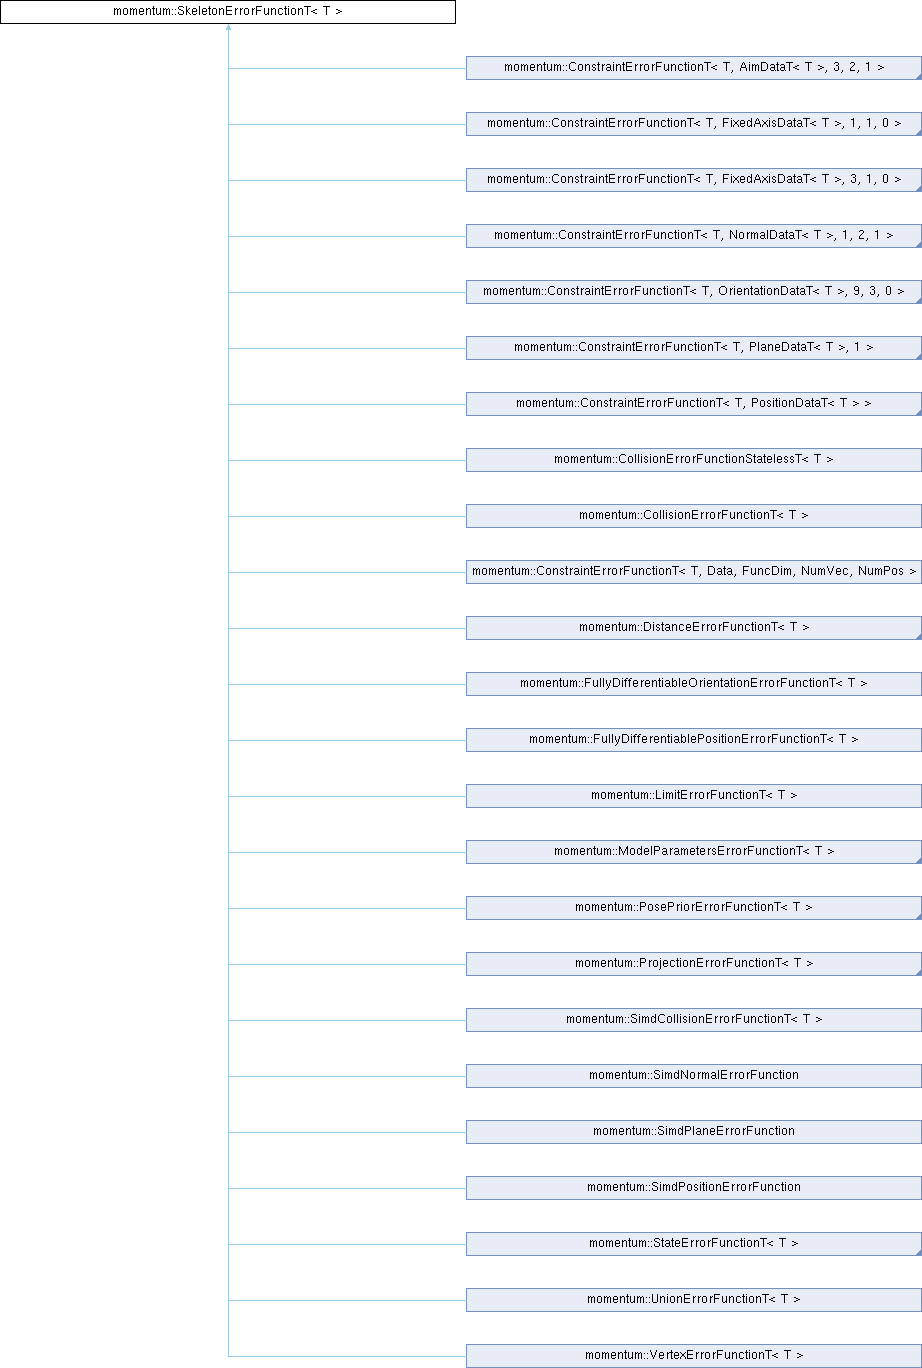 momentum::SkeletonErrorFunctionT< T >
momentum::ConstraintErrorFunctionT< T, AimDataT< T >, 3, 2, 1 >
momentum::ConstraintErrorFunctionT< T, FixedAxisDataT< T >, 1, 1, 0 >
momentum::ConstraintErrorFunctionT< T, FixedAxisDataT< T >, 3, 1, 0 >
momentum::ConstraintErrorFunctionT< T, NormalDataT< T >, 1, 2, 1 >
momentum::ConstraintErrorFunctionT< T, OrientationDataT< T >, 9, 3, 0 >
momentum::ConstraintErrorFunctionT< T, PlaneDataT< T >, 1 >
momentum::ConstraintErrorFunctionT< T, PositionDataT< T > >
momentum::CollisionErrorFunctionStatelessT< T >
momentum::CollisionErrorFunctionT< T >
momentum::ConstraintErrorFunctionT< T, Data, FuncDim, NumVec, NumPos >
momentum::DistanceErrorFunctionT< T >
momentum::FullyDifferentiableOrientationErrorFunctionT< T >
momentum::FullyDifferentiablePositionErrorFunctionT< T >
momentum::LimitErrorFunctionT< T >
momentum::ModelParametersErrorFunctionT< T >
momentum::PosePriorErrorFunctionT< T >
momentum::ProjectionErrorFunctionT< T >
momentum::SimdCollisionErrorFunctionT< T >
momentum::SimdNormalErrorFunction
momentum::SimdPlaneErrorFunction
momentum::SimdPositionErrorFunction
momentum::StateErrorFunctionT< T >
momentum::UnionErrorFunctionT< T >
momentum::VertexErrorFunctionT< T >